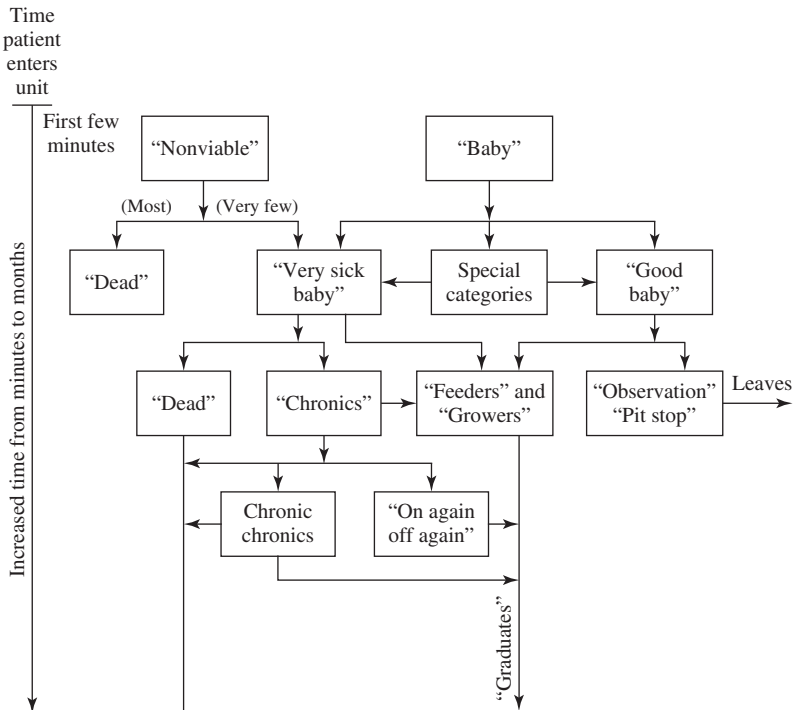 Time
patient
enters
unit
First few
minutes
“Nonviable”
“Baby”
(Most)
(Very few)
“Dead”
“Very sick
baby”
Special
categories
“Good
baby”
“Dead”
“Chronics”
“Feeders” and
“Growers”
“Observation”
“Pit stop”
Leaves
Chronic
chronics
“On again
off again”
“Graduates”
Increased time from minutes to months